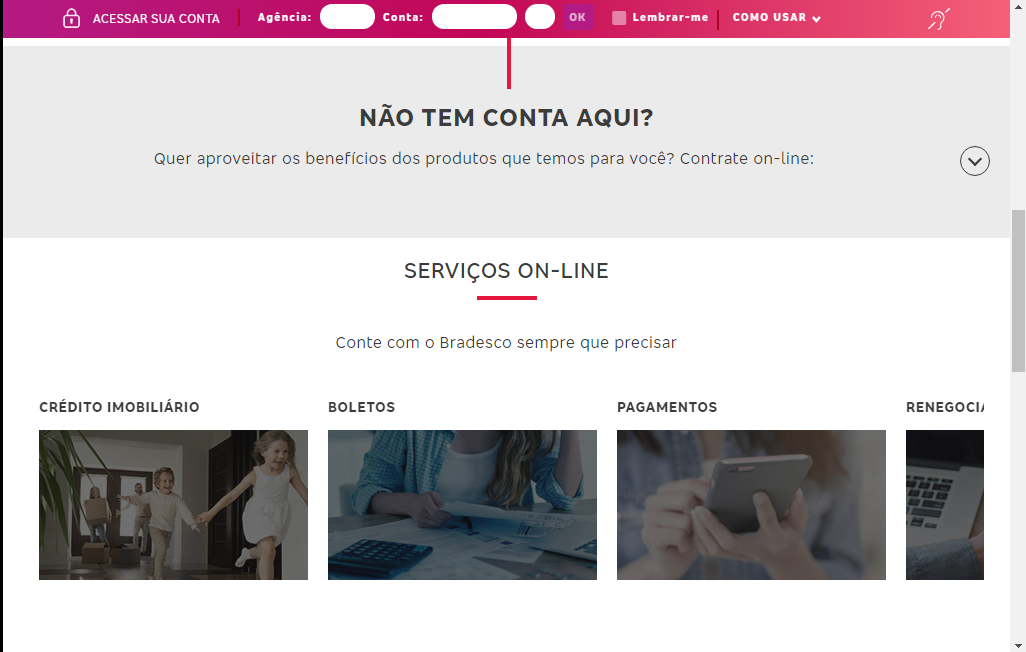 ACESSAR SUA CONTA Agência: Conta: OK Lembrar-me COMO USAR
NÃO TEM CONTA AQUI?
Quer aproveitar os benefícios dos produtos que temos para você? Contrate on-line:
SERVIÇOS ON-LINE
Conte com o Bradesco sempre que precisar
CRÉDITO IMOBILIÁRIO
BOLETOS
PAGAMENTOS